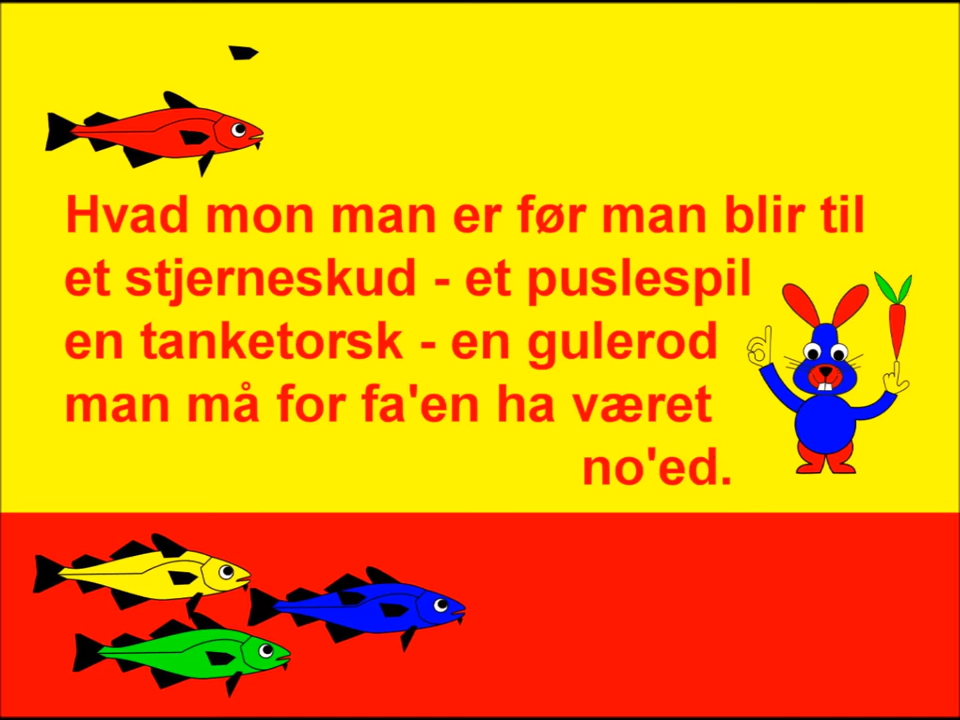 Hvad mon man er før man blir til
et stjerneskud - et puslespil
en tanketorsk - en gulerod
man må for fa'en ha været
no'ed.